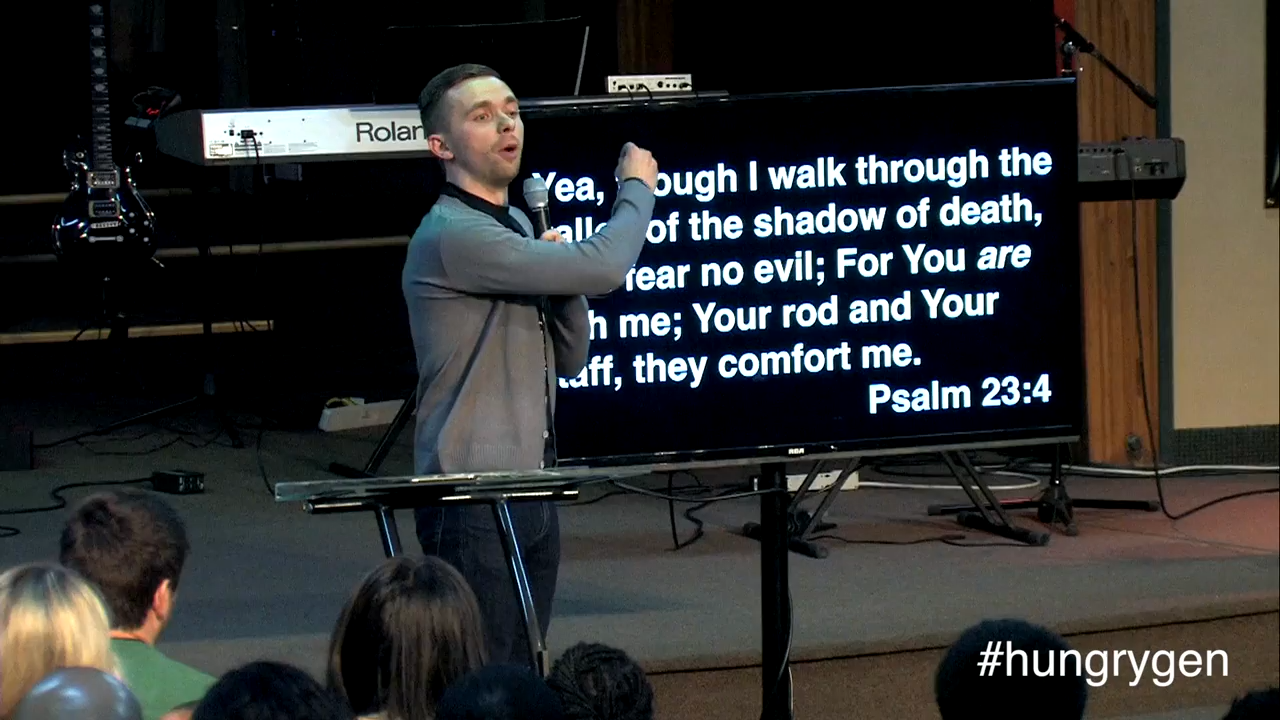 Rolan
Yea, ough I walk through the
of the shadow of death,
fear no evil; For You are
h me; Your rod and Your
taff, they comfort me.
Psalm 23:4
RCA
#hungrygen